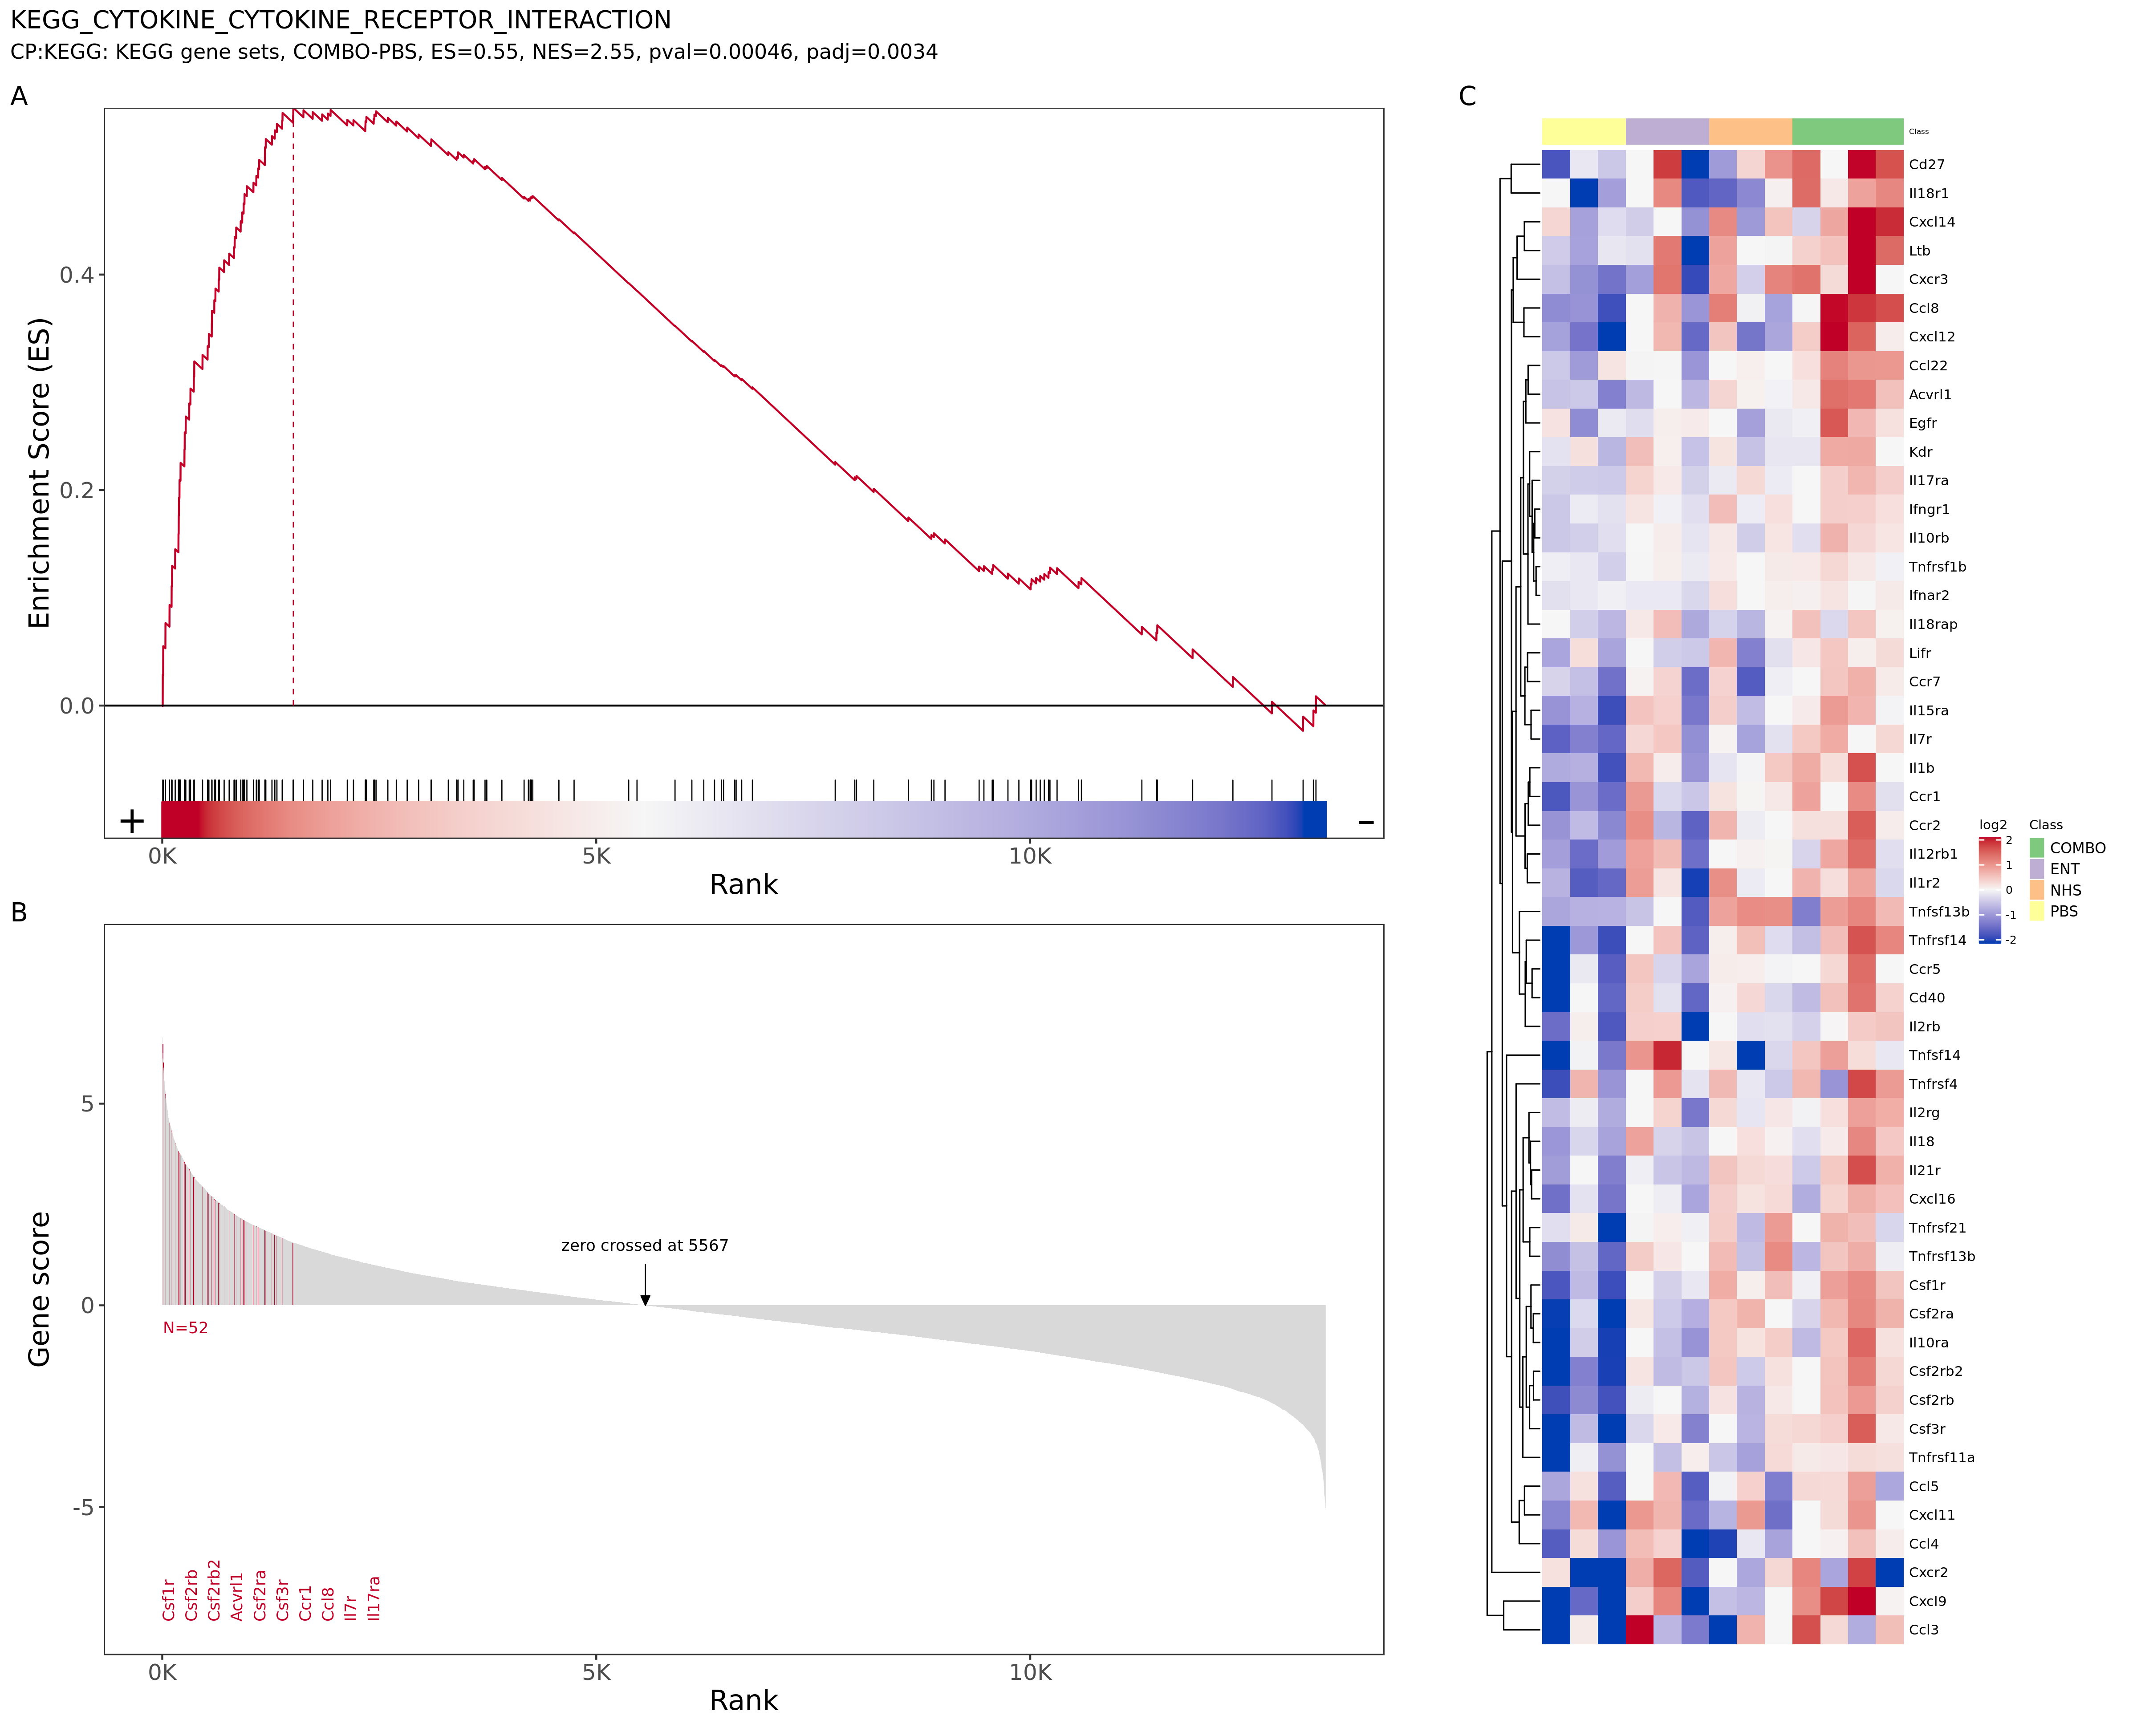 KEGG_CYTOKINE_CYTOKINE_RECEPTOR_INTERACTION
CP:KEGG: KEGG gene sets, COMBO-PBS, ES=0.55, NES=2.55, pval=0.00046, padj=0.0034
A
Enrichment Score (ES)
0.4
0.2
0.0
+
−
0K
5K
10K
Rank
B
Gene score
5
0
-5
zero crossed at 5567
N=52
Csf1r
Csf2rb
Csf2rb2
Acvrl1
Csf2ra
Csf3r
Ccr1
Ccl8
Il7r
Il17ra
0K
5K
10K
Rank
C
Class
Cd27
Il18r1
Cxcl14
Ltb
Cxcr3
Ccl8
Cxcl12
Ccl22
Acvrl1
Egfr
Kdr
Il17ra
Ifngr1
Il10rb
Tnfrsf1b
Ifnar2
Il18rap
Lifr
Ccr7
Il15ra
Il7r
Il1b
Ccr1
Ccr2
Il12rb1
Il1r2
Tnfsf13b
Tnfrsf14
Ccr5
Cd40
Il2rb
Tnfsf14
Tnfrsf4
Il2rg
Il18
Il21r
Cxcl16
Tnfrsf21
Tnfrsf13b
Csf1r
Csf2ra
Il10ra
Csf2rb2
Csf2rb
Csf3r
Tnfrsf11a
Ccl5
Cxcl11
Ccl4
Cxcr2
Cxcl9
Ccl3
log2
2
1
0
-1
-2
Class
COMBO
ENT
NHS
PBS